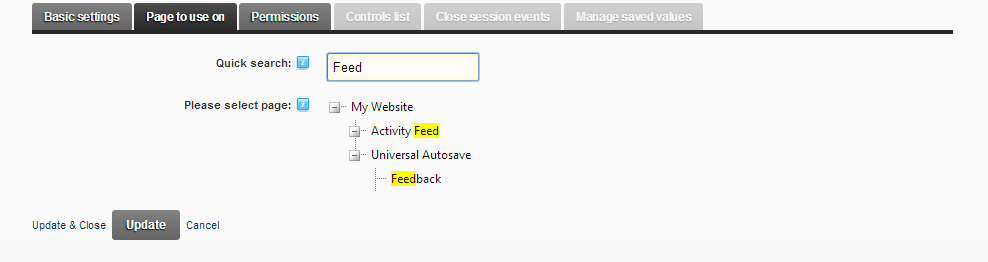 Basic settings Page to use on Permissions Controls list Close session events Manage saved values
Quick search: Feed
Please select page: My Website
Activity Feed
Universal Autosave
Feedback
Update & Close Update Cancel